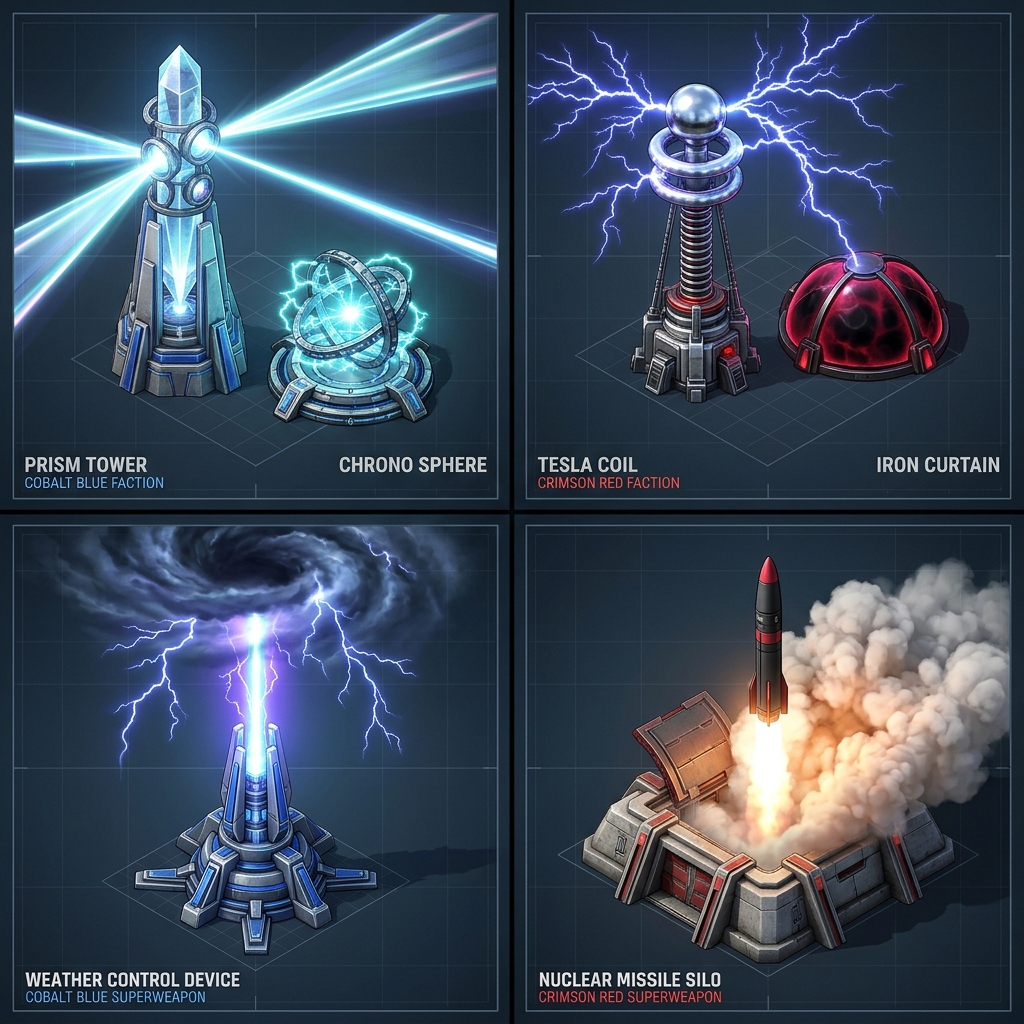 PRISM TOWER
COBALT BLUE FACTION
CHRONO SPHERE
TESLA COIL
CRIMSON RED FACTION
IRON CURTAIN
WEATHER CONTROL DEVICE
COBALT BLUE SUPERWEAPON
NUCLEAR MISSILE SILO
CRIMSON RED SUPERWEAPON